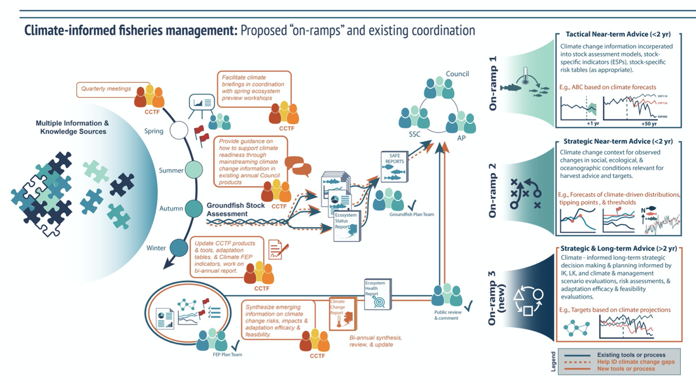 Climate-informed fisheries management: Proposed "on-ramps" and existing coordination
Quarterly meetings
CCTF
Facilitate
climate briefings in
coordination with
spring ecosystem
preview workshops
CCTF
Multiple Information &
Knowledge Sources
Spring
Summer
Autumn
Winter
Provide guidance on
how to support climate
readiness through
mainstreaming climate
change information in
existing annual Council
products
CCTF
Groundfish Stock
Assessment
Ecosystem
Status
Report
SAFE
REPORTS
Groundfish Plan Team
Council
SSC
AP
Update CCTF products
& tools, adaptation
tables, & Climate FEP
indicators, work on
bi-annual report.
CCTF
FEP Plan Team
Synthesize emerging
information on climate
change risks, impacts &
adaptation efficacy &
feasibility.
CCTF
Climate
Change
Report
Ecosystem
Health
Report
Bi-annual synthesis,
review, & update
Public review
& comment
On-ramp 1
Tactical Near-term Advice (<2 yr)
Climate change information incorporated
into stock assessment models, stock-
specific indicators (ESPs), stock-specific
risk tables (as appropriate).
E.g., ABC based on climate forecasts
+1 yr
+50 yr
On-ramp 2
Strategic Near-term Advice (<2 yr)
Climate change context for observed
changes in social, ecological, &
oceanographic conditions relevant for
harvest advice and targets.
E.g., Forecasts of climate-driven distributions,
tipping points , & thresholds
N
On-ramp 3
(new)
Strategic & Long-term Advice (>2 yr)
Climate - informed long-term strategic
decision making & planning informed by
IK, LK, and climate & management
scenario evaluations, risk assessments, &
adaptation efficacy & feasibility
evaluations.
E.g., Targets based on climate projections
Legend
Existing tools or process
Help ID climate change gaps
New tools or process